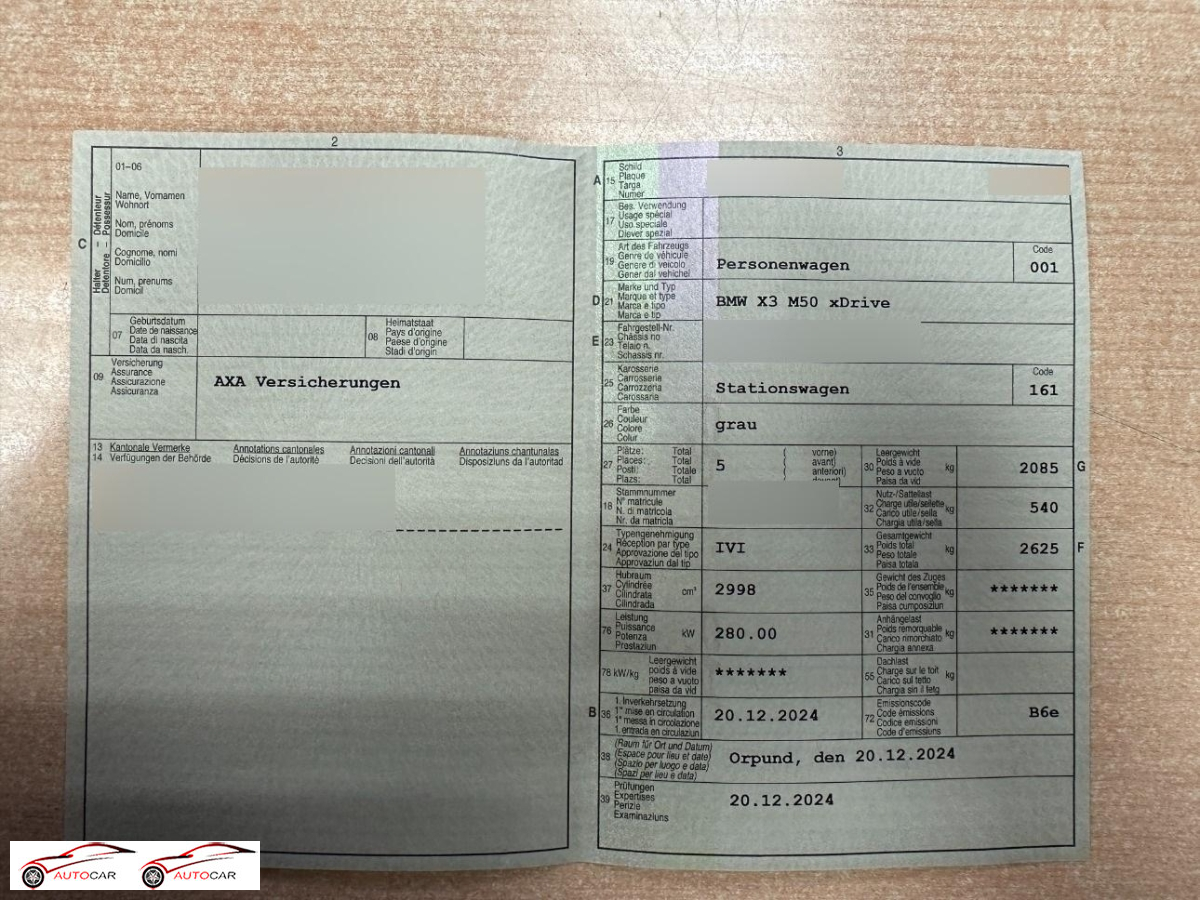 2
01–06
Name, Vornamen
Wohnort
Nom, prénoms
Domicile
Cognome, nomi
Domicilio
Num, prenums
Domicil
C
Halter – Détenteur
Detentore – Possessur
07
Geburtsdatum
Date de naissance
Data di nascita
Data da nasch.
08
Heimatstaat
Pays d'origine
Paese d'origine
Stadi d'origin
09
Versicherung
Assurance
Assicurazione
Assicuranza
AXA Versicherungen
13 Kantonale Vermerke Annotations cantonales Annotazioni cantonali Annotaziuns chantunalas
14 Verfügungen der Behörde Décisions de l'autorité Decisioni dell'autorità Disposiziuns da l'autoritad
3
A 15
Schild
Plaque
Targa
Numer
17
Bes. Verwendung
Usage spécial
Uso speciale
Diever spezial
19
Art des Fahrzeugs
Genre de véhicule
Genere di veicolo
Gener dal vehichel
Personenwagen
Code
001
D 21
Marke und Typ
Marque et type
Marca e tipo
Marca e tip
BMW X3 M50 xDrive
E 23
Fahrgestell-Nr.
Châssis no
Telaio n.
Schassis nr.
25
Karosserie
Carrosserie
Carrozzeria
Carossaria
Stationswagen
Code
161
26
Farbe
Couleur
Colore
Colur
grau
27
Plätze: Total
Places: Total
Posti: Totale
Plazs: Total
5
( vorne)
( avant)
( anteriori)
(
30
Leergewicht
Poids à vide
Peso a vuoto
Paisa da vid
kg
2085
G
18
Stammnummer
N° matricule
N. di matricola
Nr. da matricla
32
Nutz-/Sattellast
Charge utile/sellette
Carico utile/sella
Chargia utila/sella
kg
540
24
Typengenehmigung
Réception par type
Approvazione del tipo
Approvaziun dal tip
IVI
33
Gesamtgewicht
Poids total
Peso totale
Paisa totala
kg
2625
F
37
Hubraum
Cylindrée
Cilindrata
Cilindrada
cm³
2998
35
Gewicht des Zuges
Poids de l'ensemble
Peso del convoglio
Paisa cumposiziun
kg
*******
76
Leistung
Puissance
Potenza
Prestaziun
kW
280.00
31
Anhängelast
Poids remorquable
Carico rimorchiato
Chargia annexa
kg
*******
78 kW/kg
Leergewicht
poids à vide
peso a vuoto
paisa da vid
*******
55
Dachlast
Charge sur le toit
Carico sul tetto
Chargia sin il tetg
kg
B 36
1. Inverkehrsetzung
1re mise en circulation
1a messa in circolazione
1. entrada en circulaziun
20.12.2024
72
Emissionscode
Code émissions
Codice emissioni
Code d'emissiuns
B6e
38
(Raum für Ort und Datum)
(Espace pour lieu et date)
(Spazio per luogo e data)
(Spazi per lieu e data)
Orpund, den 20.12.2024
39
Prüfungen
Expertises
Perizie
Examinaziuns
20.12.2024
AUTOCAR AUTOCAR